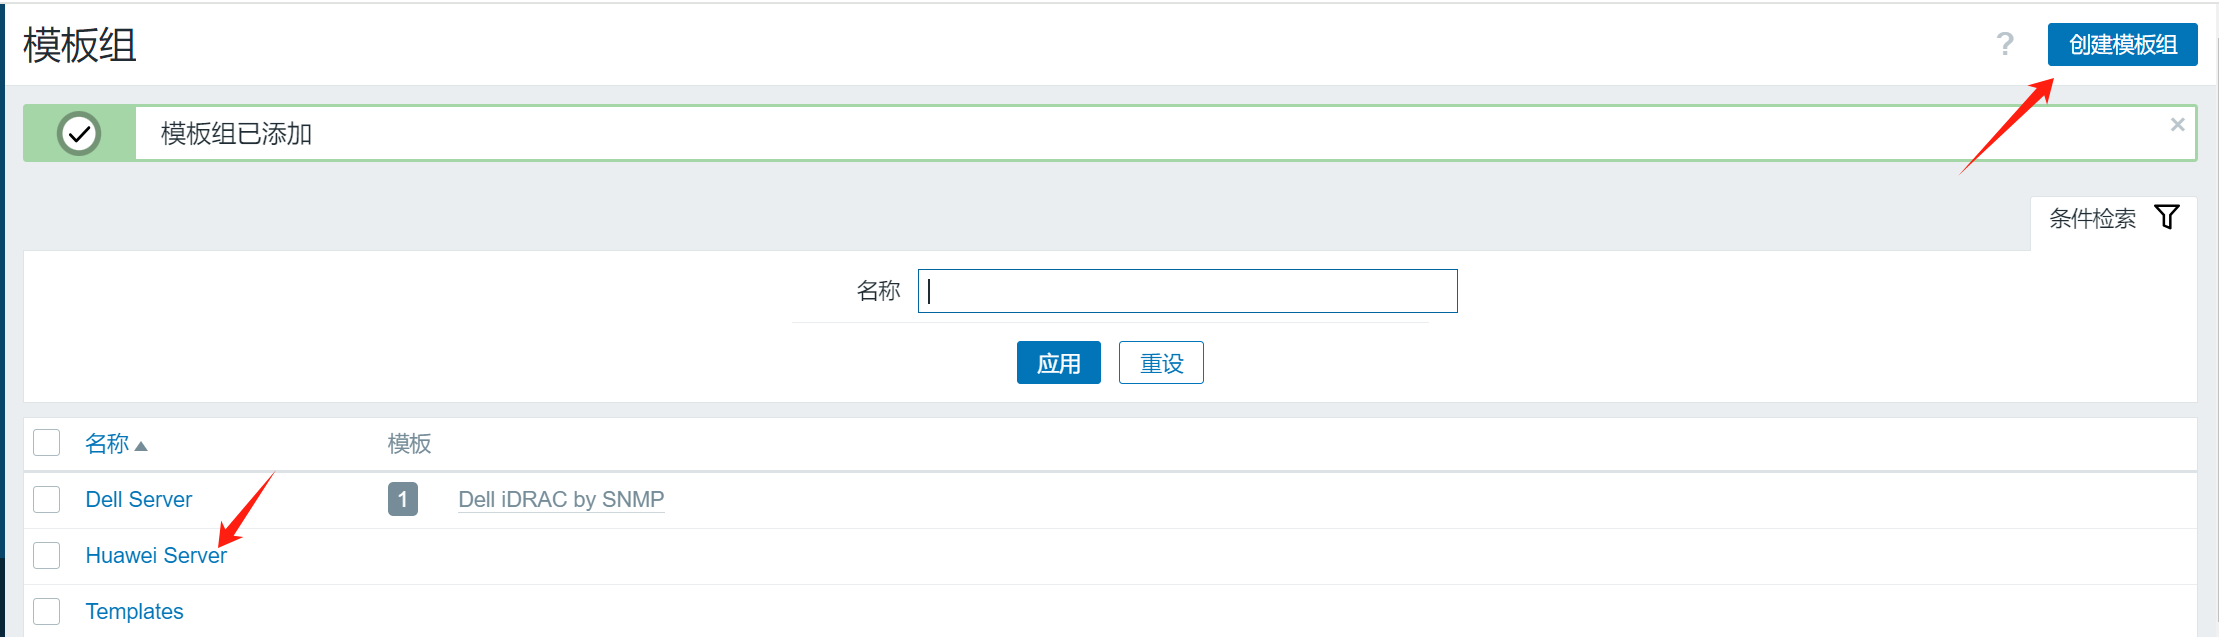 模板组
?
创建模板组
模板组已添加
×
条件检索
名称
应用
重设
名称
模板
Dell Server
1
Dell iDRAC by SNMP
Huawei Server
Templates